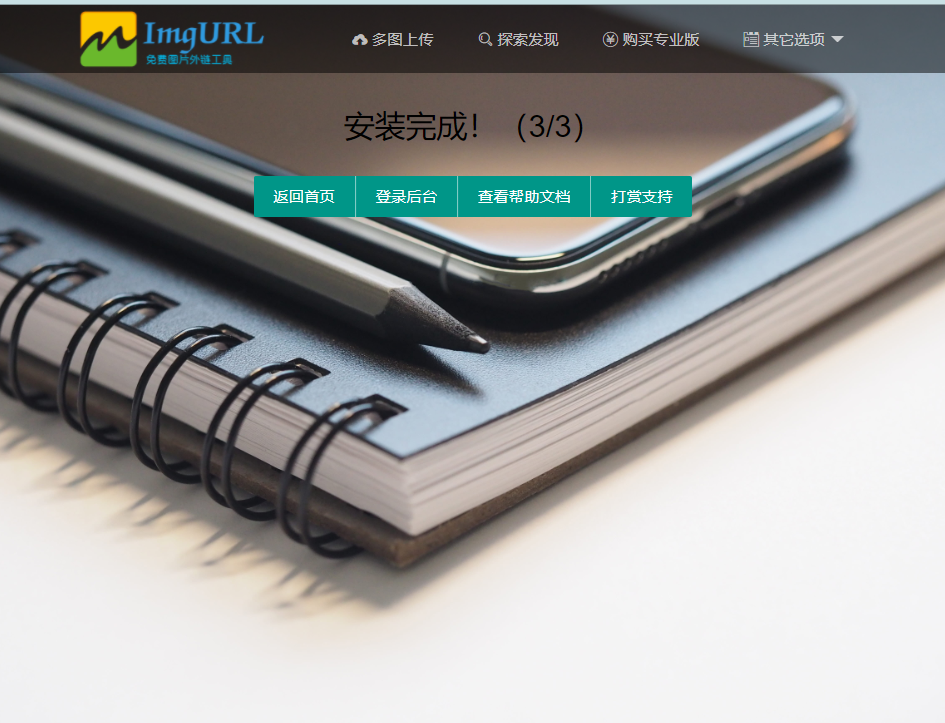 ImgURL
免费图片外链工具
多图上传 探索发现 购买专业版 其它选项
安装完成！（3/3）
返回首页 登录后台 查看帮助文档 打赏支持